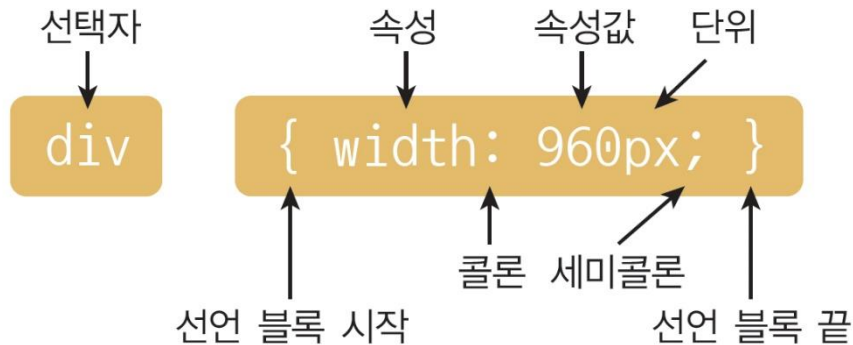 선택자 속성 속성값 단위
div { width: 960px; }
콜론 세미콜론
선언 블록 시작 선언 블록 끝